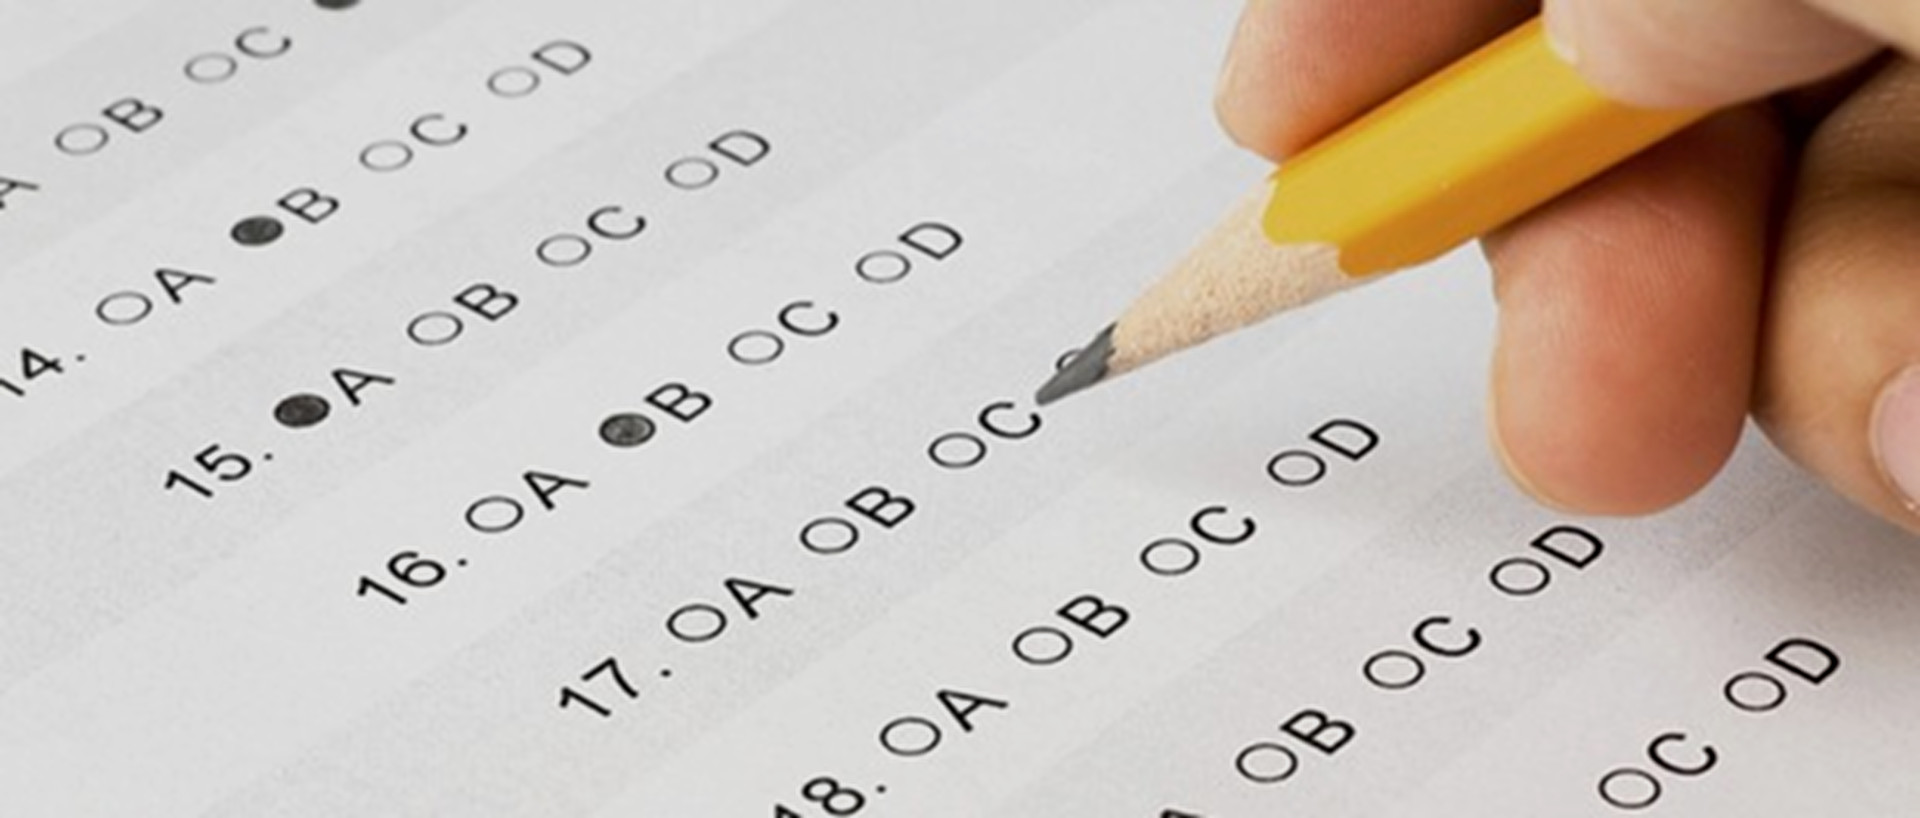 A ○B ○C ●
14. ○A ●B ○C ○D
15. ●A ○B ○C ○D
16. ○A ●B ○C ○D
17. ○A ○B ○C
18. ○A ○B ○C ○D
A ○B ○C ○D
○C ○D